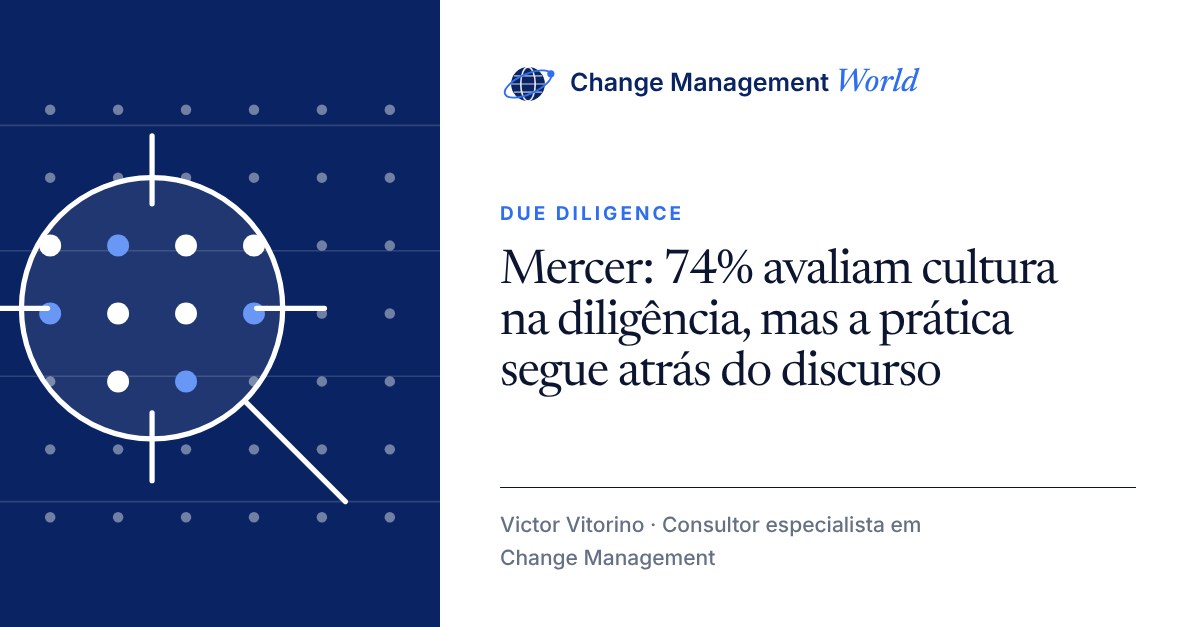 Change Management World
DUE DILIGENCE
Mercer: 74% avaliam cultura
na diligência, mas a prática
segue atrás do discurso
Victor Vitorino · Consultor especialista em
Change Management